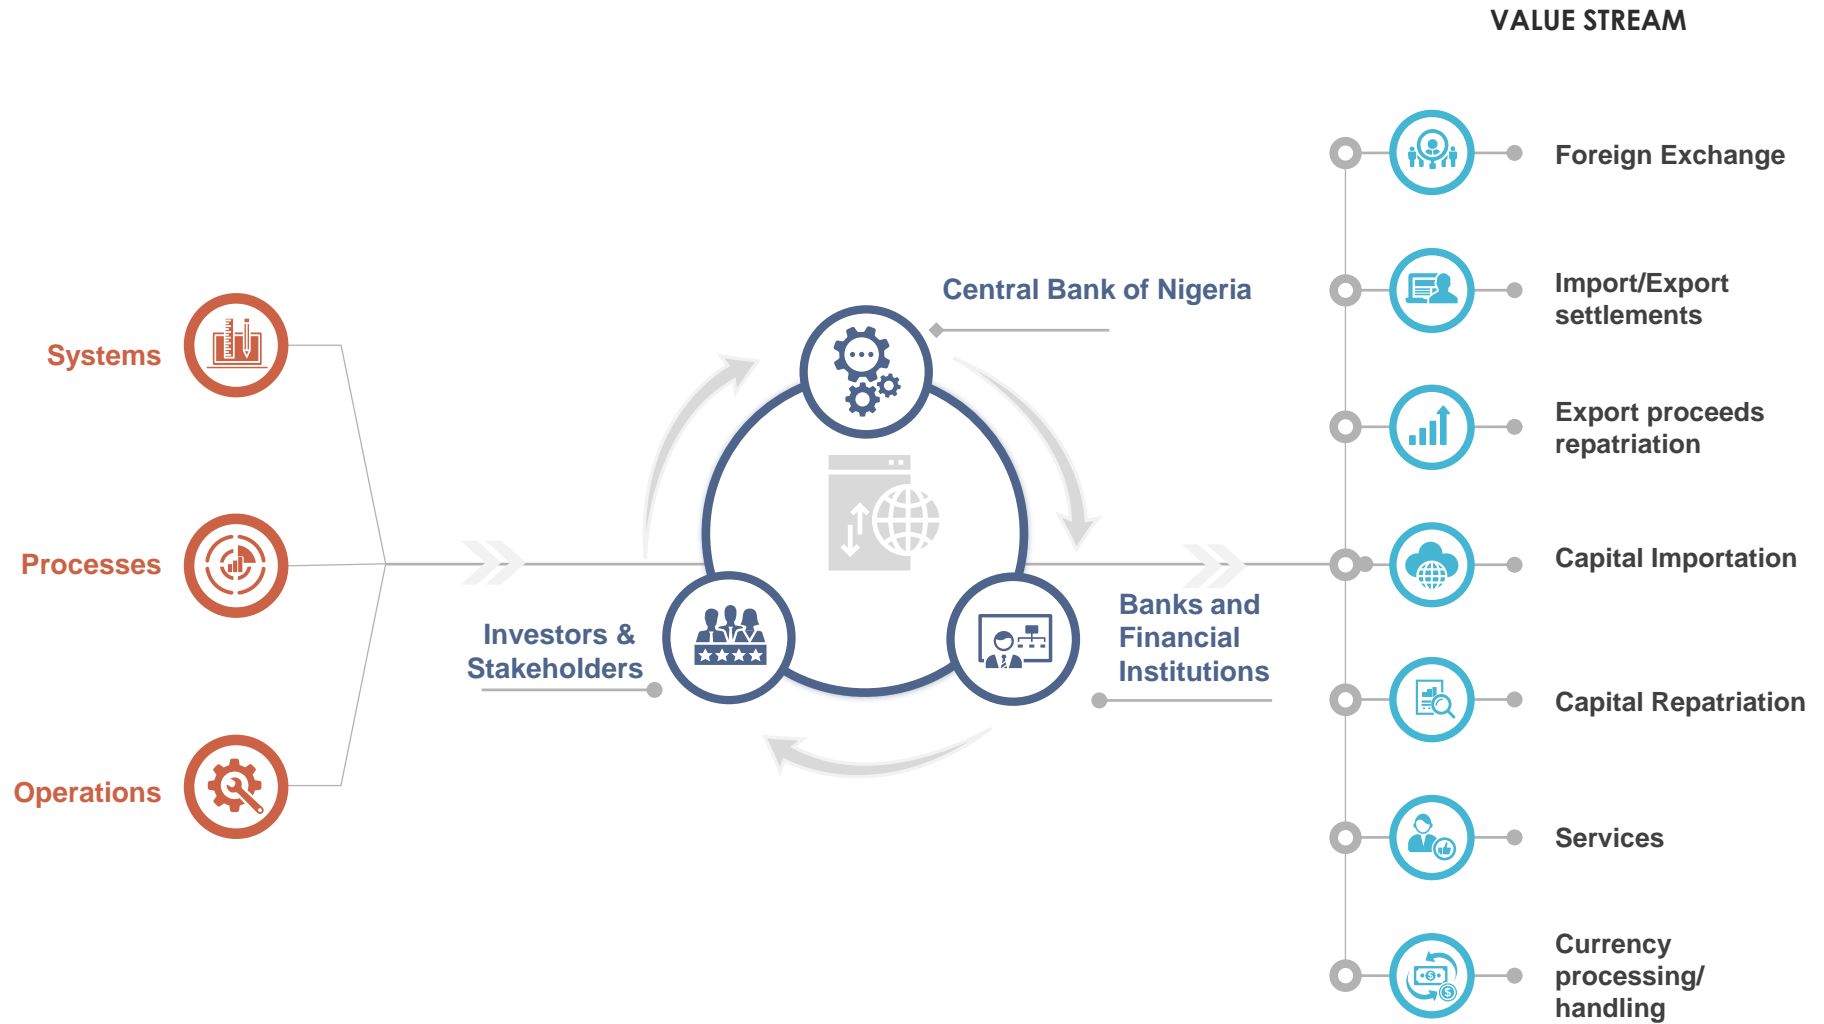 VALUE STREAM
Systems
Processes
Operations
Central Bank of Nigeria
Investors &
Stakeholders
Banks and
Financial
Institutions
Foreign Exchange
Import/Export
settlements
Export proceeds
repatriation
Capital Importation
Capital Repatriation
Services
Currency
processing/
handling